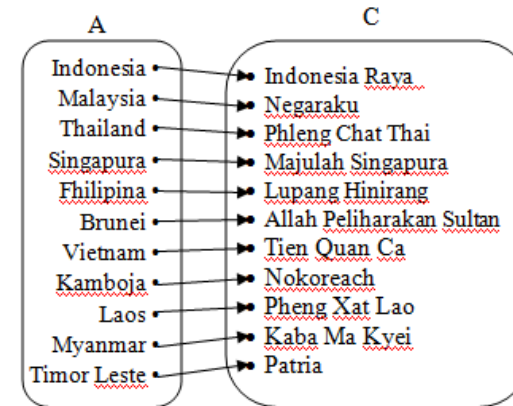 A
C
Indonesia
Indonesia Raya
Malaysia
Negaraku
Thailand
Phleng Chat Thai
Singapura
Majulah Singapura
Fhilipina
Lupang Hinirang
Brunei
Allah Peliharakan Sultan
Vietnam
Tien Quan Ca
Kamboja
Nokoreach
Laos
Pheng Xat Lao
Myanmar
Kaba Ma Kyei
Timor Leste
Patria